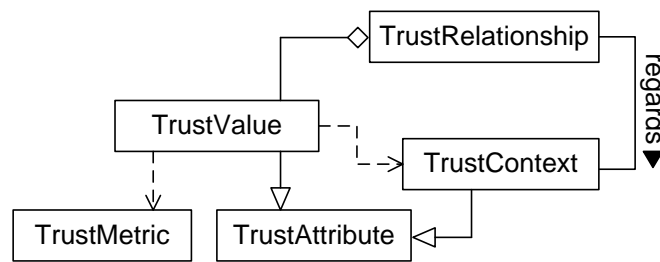 TrustRelationship
regards
TrustValue
TrustContext
TrustMetric
TrustAttribute